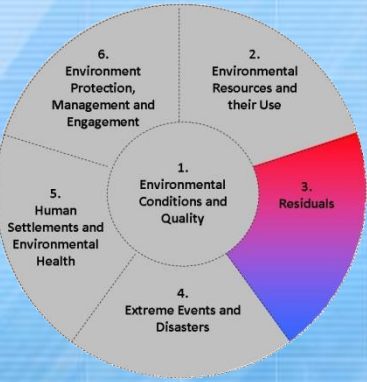 1.
Environmental
Conditions and
Quality
2.
Environmental
Resources and
their Use
3.
Residuals
4.
Extreme Events and
Disasters
5.
Human
Settlements and
Environmental
Health
6.
Environment
Protection,
Management and
Engagement